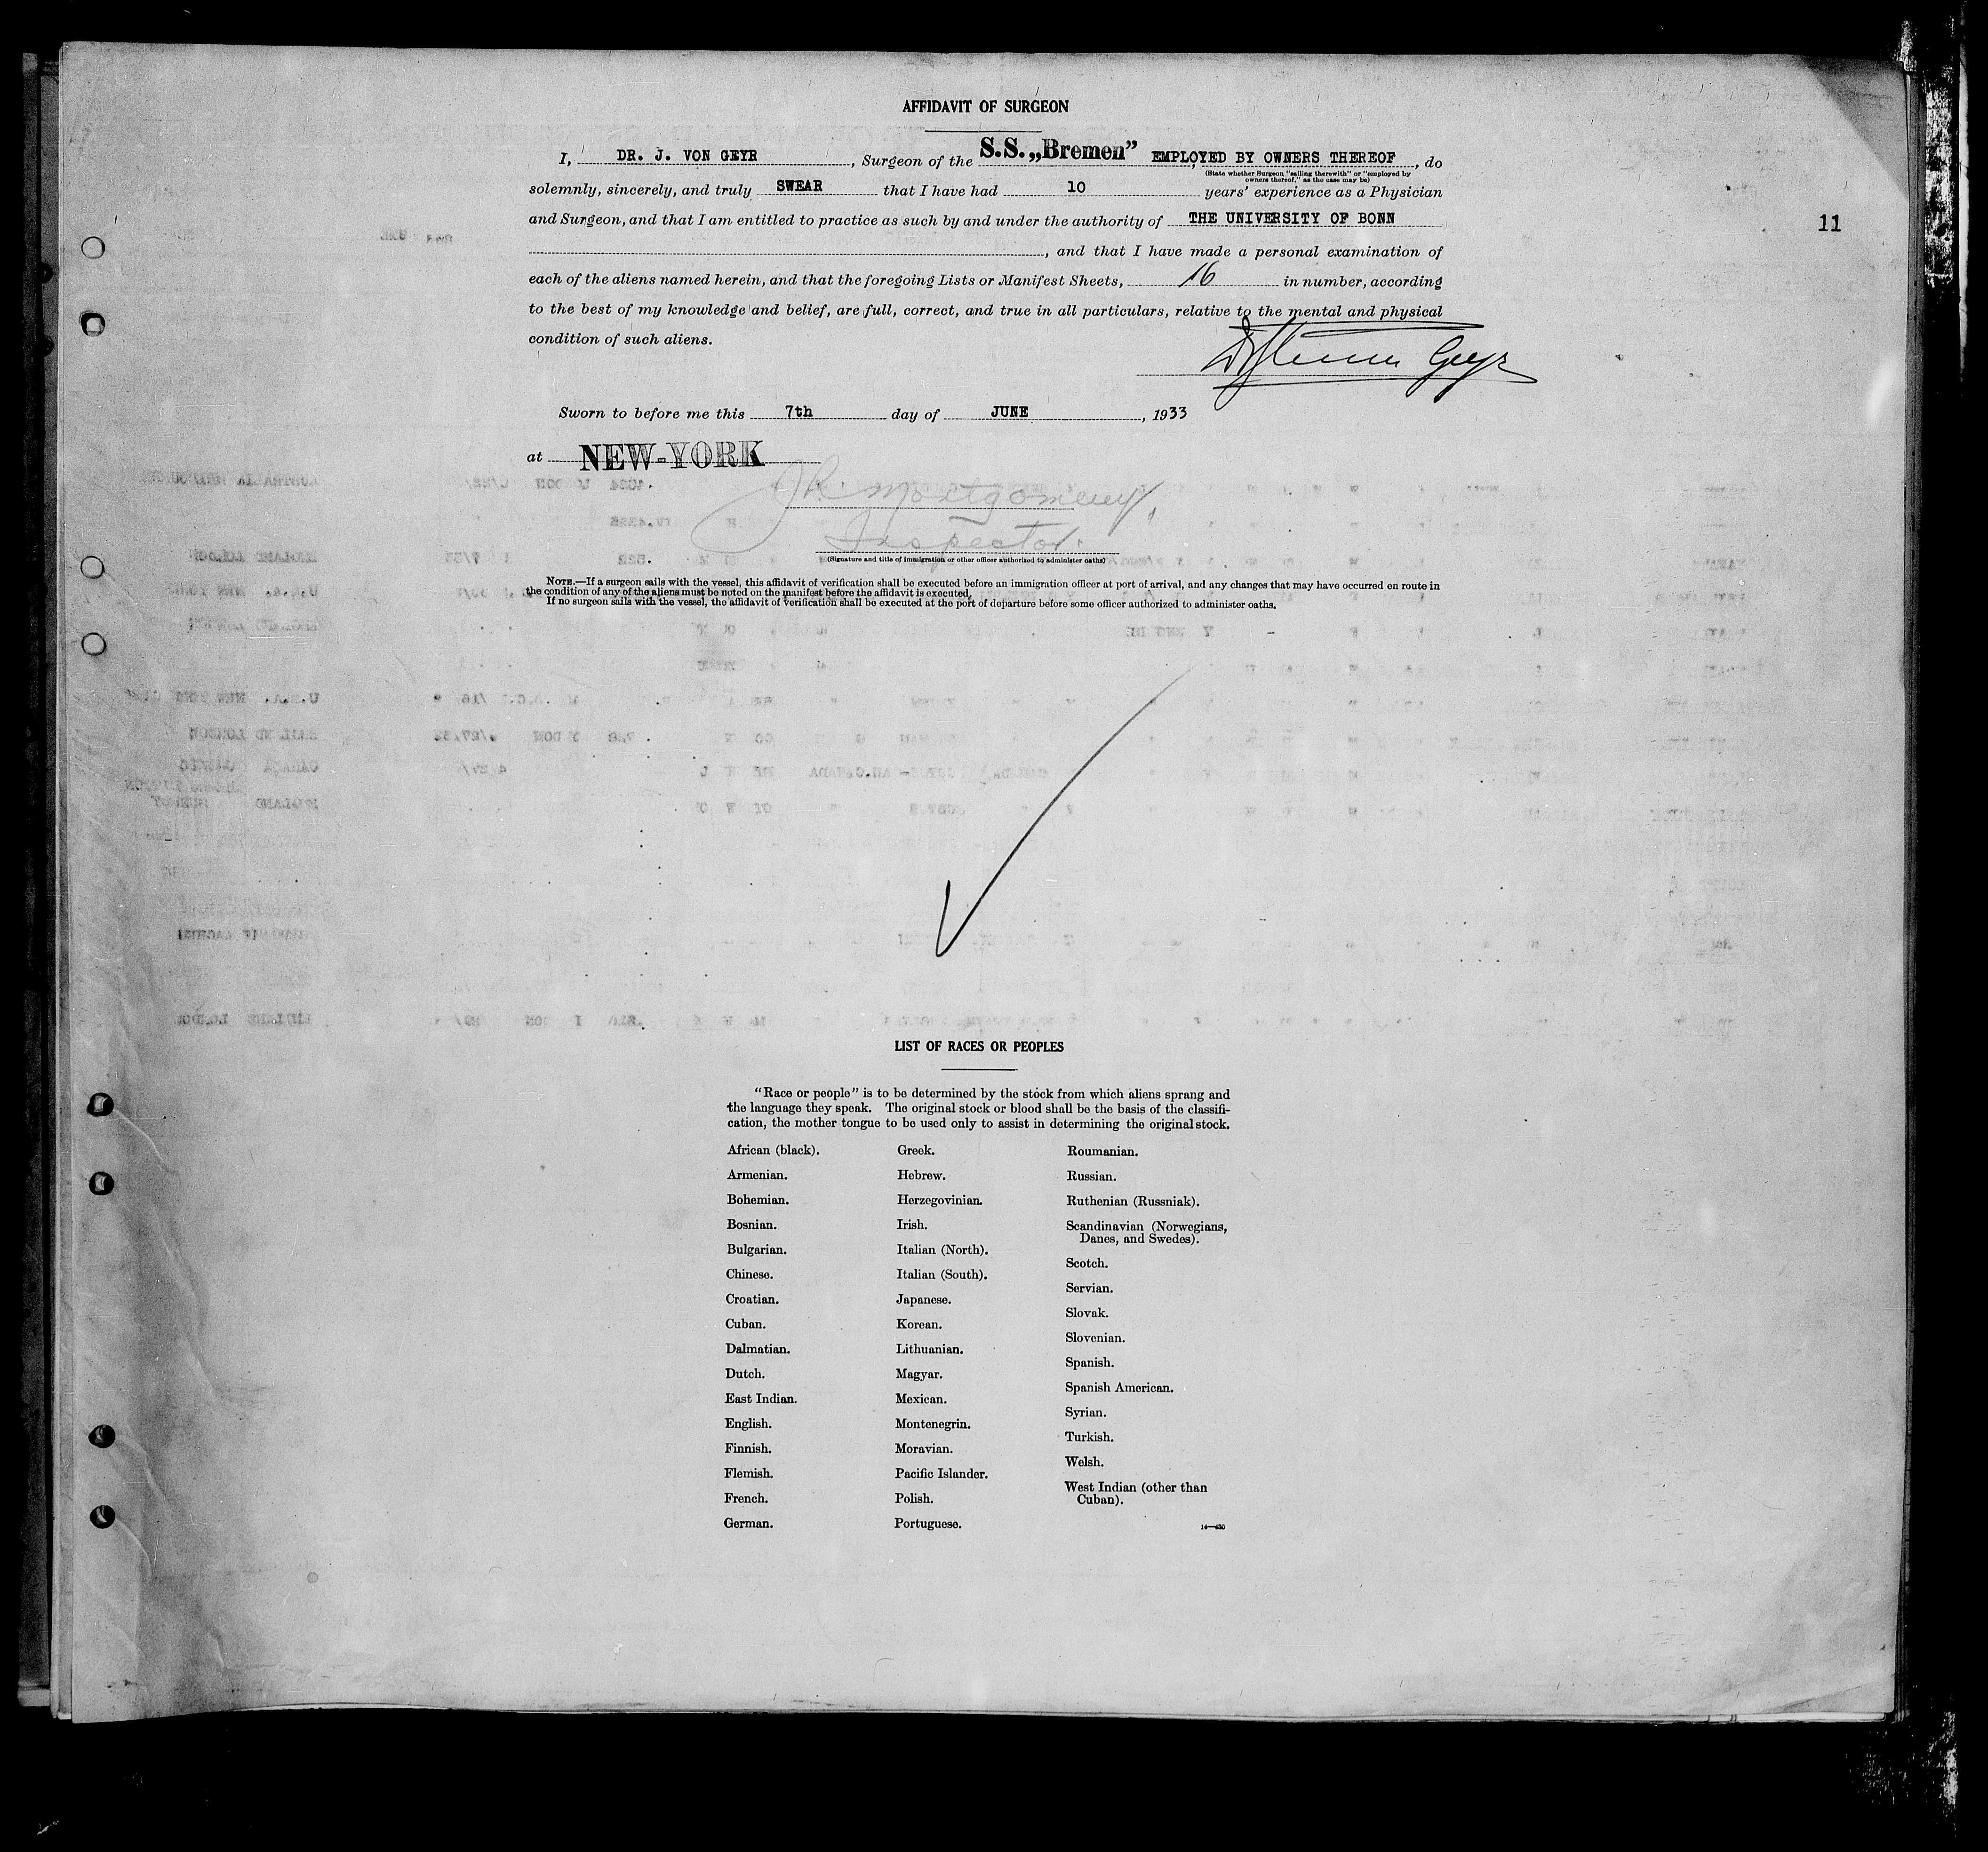 AFFIDAVIT OF SURGEON
I, DR. J. VON GEYR, Surgeon of the S.S. „Bremen" EMPLOYED BY OWNERS THEREOF, do
(State whether Surgeon "sailing therewith" or "employed by
owners thereof," as the case may be)
solemnly, sincerely, and truly SWEAR that I have had 10 years' experience as a Physician
and Surgeon, and that I am entitled to practice as such by and under the authority of THE UNIVERSITY OF BONN
11
, and that I have made a personal examination of
each of the aliens named herein, and that the foregoing Lists or Manifest Sheets, 16 in number, according
to the best of my knowledge and belief, are full, correct, and true in all particulars, relative to the mental and physical
condition of such aliens.
Geyr
Sworn to before me this 7th day of JUNE, 1933
at NEW-YORK
Montgomery,
Inspector.
(Signature and title of immigration or other officer authorized to administer oaths)
NOTE.—If a surgeon sails with the vessel, this affidavit of verification shall be executed before an immigration officer at port of arrival, and any changes that may have occurred en route in
the condition of any of the aliens must be noted on the manifest before the affidavit is executed.
If no surgeon sails with the vessel, the affidavit of verification shall be executed at the port of departure before some officer authorized to administer oaths.
LIST OF RACES OR PEOPLES
"Race or people" is to be determined by the stock from which aliens sprang and
the language they speak. The original stock or blood shall be the basis of the classifi-
cation, the mother tongue to be used only to assist in determining the original stock.
African (black).
Armenian.
Bohemian.
Bosnian.
Bulgarian.
Chinese.
Croatian.
Cuban.
Dalmatian.
Dutch.
East Indian.
English.
Finnish.
Flemish.
French.
German.
Greek.
Hebrew.
Herzegovinian.
Irish.
Italian (North).
Italian (South).
Japanese.
Korean.
Lithuanian.
Magyar.
Mexican.
Montenegrin.
Moravian.
Pacific Islander.
Polish.
Portuguese.
Roumanian.
Russian.
Ruthenian (Russniak).
Scandinavian (Norwegians,
Danes, and Swedes).
Scotch.
Servian.
Slovak.
Slovenian.
Spanish.
Spanish American.
Syrian.
Turkish.
Welsh.
West Indian (other than
Cuban).